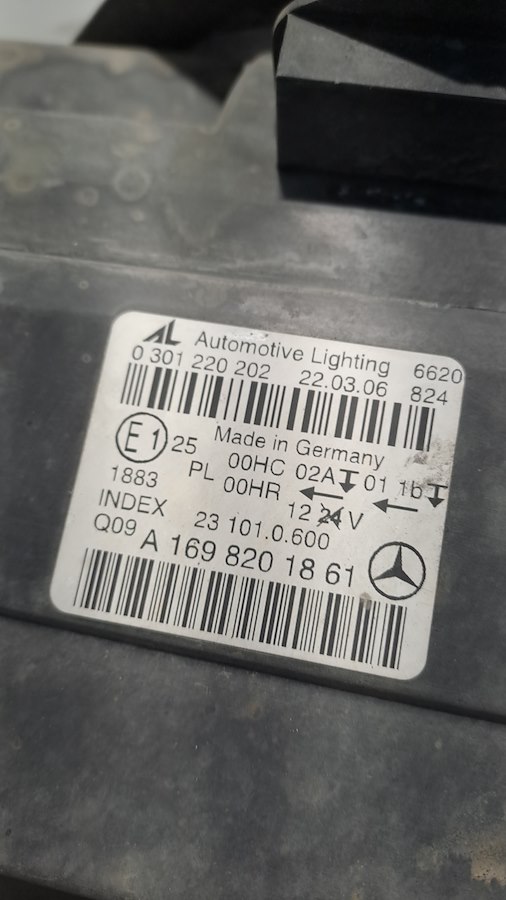 AL Automotive Lighting 6620
0 301 220 202 22.03.06 824
Made in Germany
E1 25 00HC 02A 01 1b
PL 00HR
1883
12 24 V
INDEX 23 101.0.600
Q09 A 169 820 18 61